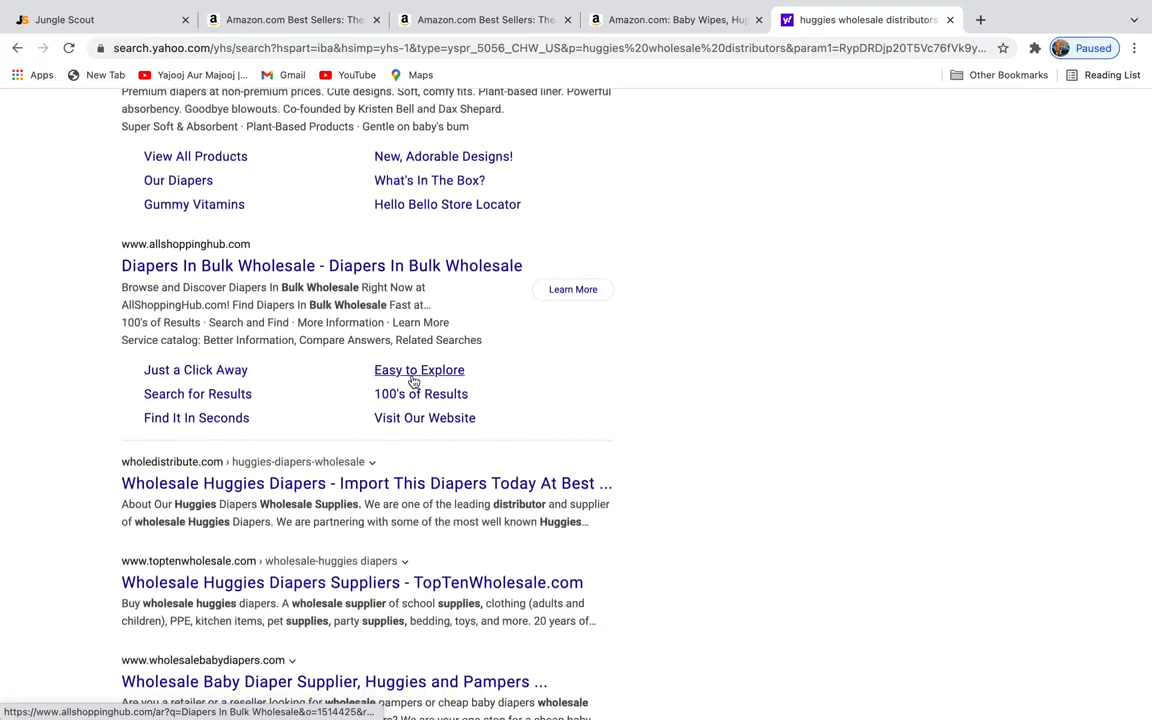 Jungle Scout
Amazon.com Best Sellers: The
Amazon.com Best Sellers: The
Amazon.com: Baby Wipes, Hug
huggies wholesale distributors
search.yahoo.com/yhs/search?hspart=iba&hsimp=yhs-1&type=yspr_5056_CHW_US&p=huggies%20wholesale%20distributors&param1=RypDRDjp20T5Vc76fVk9y...
Paused
Apps
New Tab
Yajooj Aur Majooj |...
Gmail
YouTube
Maps
Other Bookmarks
Reading List
Premium diapers at non-premium prices. Cute designs. Soft, comfy fits. Plant-based liner. Powerful
absorbency. Goodbye blowouts. Co-founded by Kristen Bell and Dax Shepard.
Super Soft & Absorbent · Plant-Based Products · Gentle on baby's bum
View All Products
New, Adorable Designs!
Our Diapers
What's In The Box?
Gummy Vitamins
Hello Bello Store Locator
www.allshoppinghub.com
Diapers In Bulk Wholesale - Diapers In Bulk Wholesale
Browse and Discover Diapers In Bulk Wholesale Right Now at
AllShoppingHub.com! Find Diapers In Bulk Wholesale Fast at...
Learn More
100's of Results · Search and Find · More Information · Learn More
Service catalog: Better Information, Compare Answers, Related Searches
Just a Click Away
Easy to Explore
Search for Results
100's of Results
Find It In Seconds
Visit Our Website
wholedistribute.com › huggies-diapers-wholesale
Wholesale Huggies Diapers - Import This Diapers Today At Best ...
About Our Huggies Diapers Wholesale Supplies. We are one of the leading distributor and supplier
of wholesale Huggies Diapers. We are partnering with some of the most well known Huggies...
www.toptenwholesale.com › wholesale-huggies diapers
Wholesale Huggies Diapers Suppliers - TopTenWholesale.com
Buy wholesale huggies diapers. A wholesale supplier of school supplies, clothing (adults and
children), PPE, kitchen items, pet supplies, party supplies, bedding, toys, and more. 20 years of...
www.wholesalebabydiapers.com
Wholesale Baby Diaper Supplier, Huggies and Pampers ...
Are you a retailer or a reseller looking for wholesale pampers or cheap baby diapers wholesale
https://www.allshoppinghub.com/ar?q=Diapers In Bulk Wholesale&o=1514425&r...